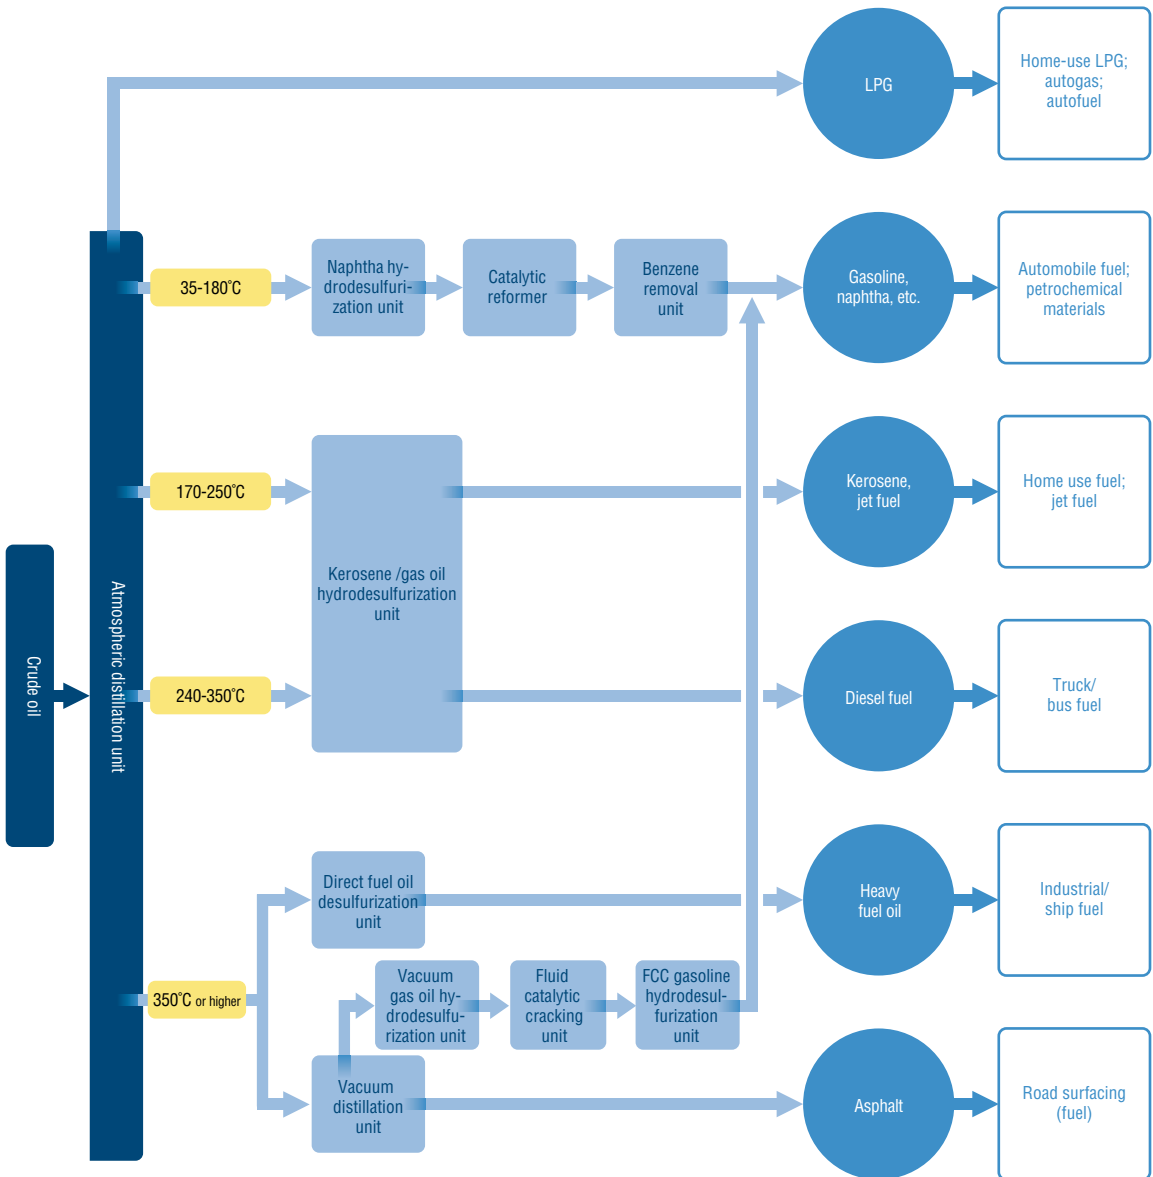 LPG
Home-use LPG;
autogas;
autofuel
35-180°C
Naphtha hy-
drodesulfuri-
zation unit
Catalytic
reformer
Benzene
removal
unit
Gasoline,
naphtha, etc.
Automobile fuel;
petrochemical
materials
170-250°C
Kerosene /gas oil
hydrodesulfurization
unit
Kerosene,
jet fuel
Home use fuel;
jet fuel
Crude oil
Atmospheric distillation unit
240-350°C
Diesel fuel
Truck/
bus fuel
Direct fuel oil
desulfurization
unit
Heavy
fuel oil
Industrial/
ship fuel
350°C or higher
Vacuum
gas oil hy-
drodesulfu-
rization unit
Fluid
catalytic
cracking
unit
FCC gasoline
hydrodesul-
furization
unit
Vacuum
distillation
unit
Asphalt
Road surfacing
(fuel)